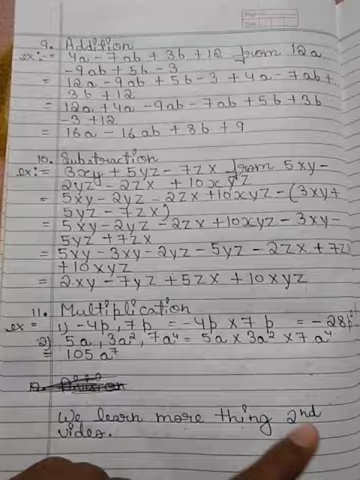 9. Addition
ex:- = 4a - 7ab + 3b + 12 from 12a
- 9ab + 5b - 3
= 12a - 9ab + 5b - 3 + 4a - 7ab +
3b + 12
= 12a + 4a - 9ab - 7ab + 5b + 3b
- 3 + 12
= 16a - 16ab + 8b + 9
10. Substraction
ex:- = 3xy + 5yz - 7zx from 5xy -
2yz - 2zx + 10xyz
= 5xy - 2yz - 2zx + 10xyz - (3xy +
5yz - 7zx)
= 5xy - 2yz - 2zx + 10xyz - 3xy -
5yz + 7zx
= 5xy - 3xy - 2yz - 5yz - 2zx + 7zx
+ 10xyz
= 2xy - 7yz + 5zx + 10xyz
11. Multiplication
ex = 1) -4p, 7p = -4p × 7p = -28p²
2) 5a, 3a², 7a⁴ = 5a × 3a² × 7a⁴
= 105a⁷
We learn more thing 2nd
video.